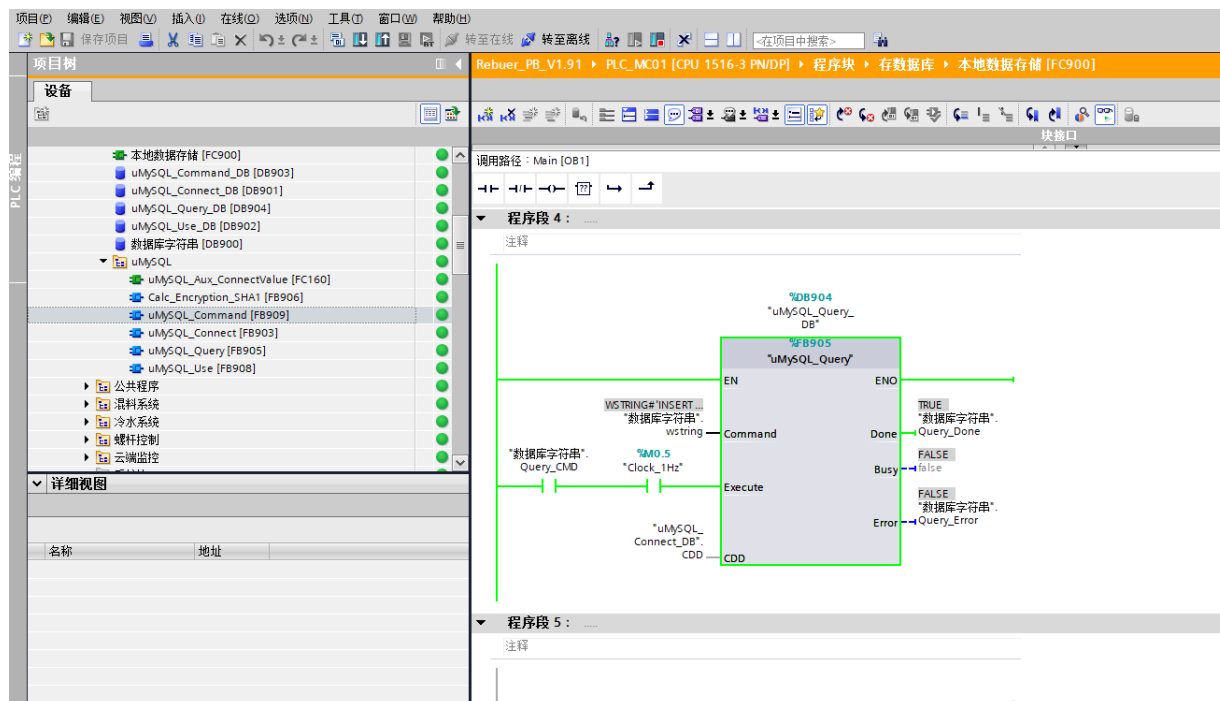 项目(P) 编辑(E) 视图(V) 插入(I) 在线(O) 选项(N) 工具(T) 窗口(W) 帮助(H)
保存项目 转至在线 转至离线 <在项目中搜索>
项目树
Rebuer_PB_V1.91 PLC_MC01 [CPU 1516-3 PN/DP] 程序块 存数据库 本地数据存储 [FC900]
设备
PLC 编程
块接口
本地数据存储 [FC900]
uMySQL_Command_DB [DB903]
uMySQL_Connect_DB [DB901]
uMySQL_Query_DB [DB904]
uMySQL_Use_DB [DB902]
数据库字符串 [DB900]
uMySQL
uMySQL_Aux_ConnectValue [FC160]
Calc_Encryption_SHA1 [FB906]
uMySQL_Command [FB909]
uMySQL_Connect [FB903]
uMySQL_Query [FB905]
uMySQL_Use [FB908]
公共程序
混料系统
冷水系统
螺杆控制
云端监控
详细视图
名称 地址
调用路径：Main [OB1]
??
程序段 4： .....
注释
%DB904
"uMySQL_Query_
DB"
%FB905
"uMySQL_Query"
EN ENO
WSTRING#'INSERT ...
"数据库字符串".
wstring Command
TRUE
"数据库字符串".
Done Query_Done
"数据库字符串".
Query_CMD
%M0.5
"Clock_1Hz"
Execute
FALSE
Busy false
FALSE
"数据库字符串".
Error Query_Error
"uMySQL_
Connect_DB".
CDD CDD
程序段 5： .....
注释